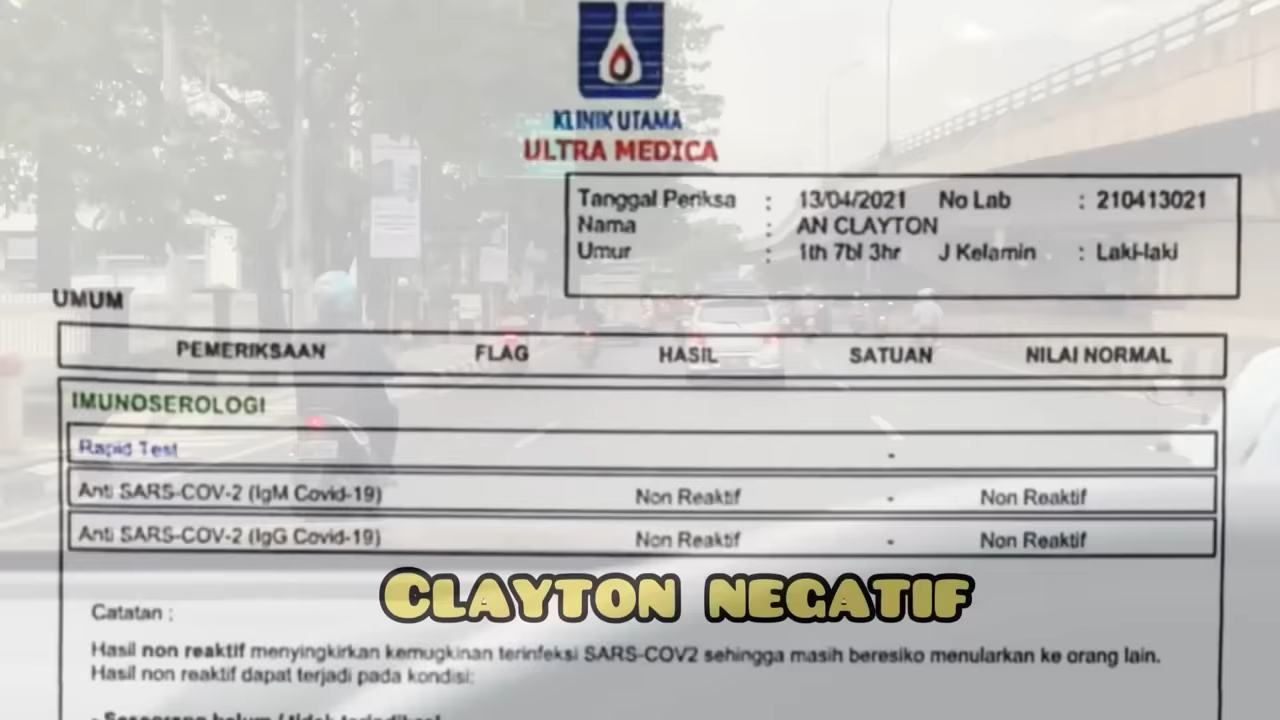 KLINIK UTAMA
ULTRA MEDICA
Tanggal Periksa : 13/04/2021 No Lab : 210413021
Nama : AN CLAYTON
Umur : 1th 7bl 3hr J Kelamin : Laki-laki
UMUM
PEMERIKSAAN FLAG HASIL SATUAN NILAI NORMAL
IMUNOSEROLOGI
Rapid Test -
Anti SARS-COV-2 (IgM Covid-19) Non Reaktif - Non Reaktif
Anti SARS-COV-2 (IgG Covid-19) Non Reaktif - Non Reaktif
CLAYTON NEGATIF
Catatan :
Hasil non reaktif menyingkirkan kemugkinan terinfeksi SARS-COV2 sehingga masih beresiko menularkan ke orang lain.
Hasil non reaktif dapat terjadi pada kondisi: